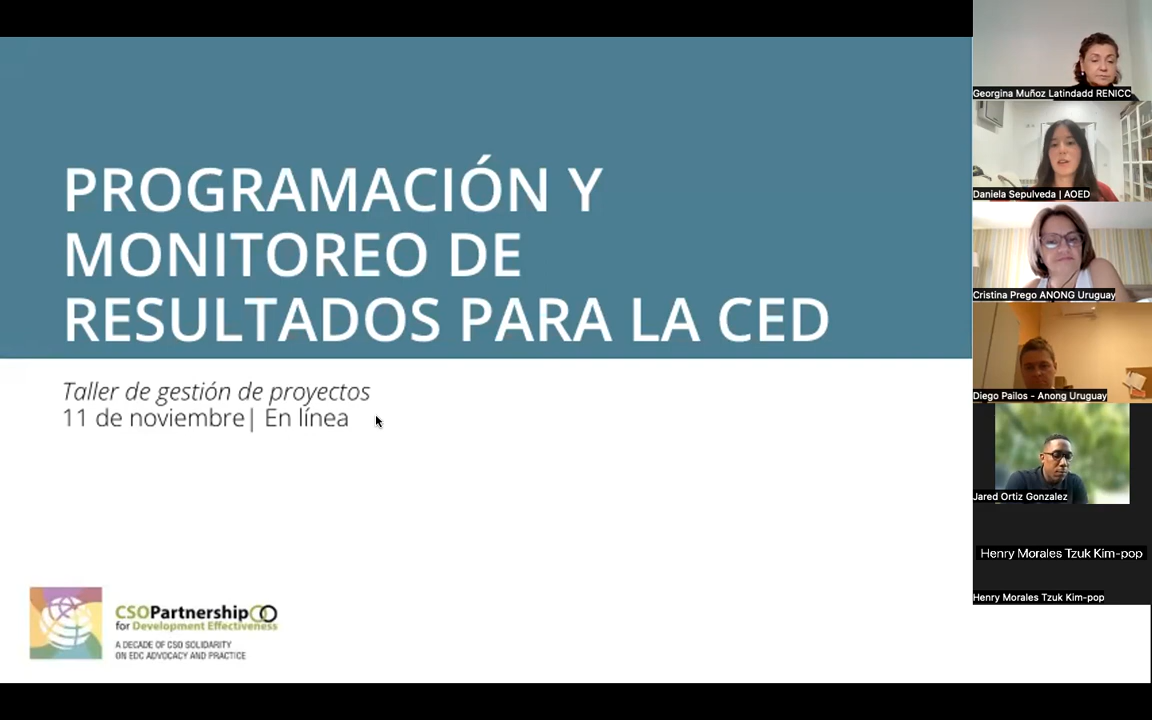 PROGRAMACIÓN Y
MONITOREO DE
RESULTADOS PARA LA CED
Taller de gestión de proyectos
11 de noviembre| En línea
CSOPartnership
for Development Effectiveness
A DECADE OF CSO SOLIDARITY
ON EDC ADVOCACY AND PRACTICE
Georgina Muñoz Latindadd RENICC
Daniela Sepulveda | AOED
Cristina Prego ANONG Uruguay
Diego Pailos - Anong Uruguay
Jared Ortiz Gonzalez
Henry Morales Tzuk Kim-pop
Henry Morales Tzuk Kim-pop